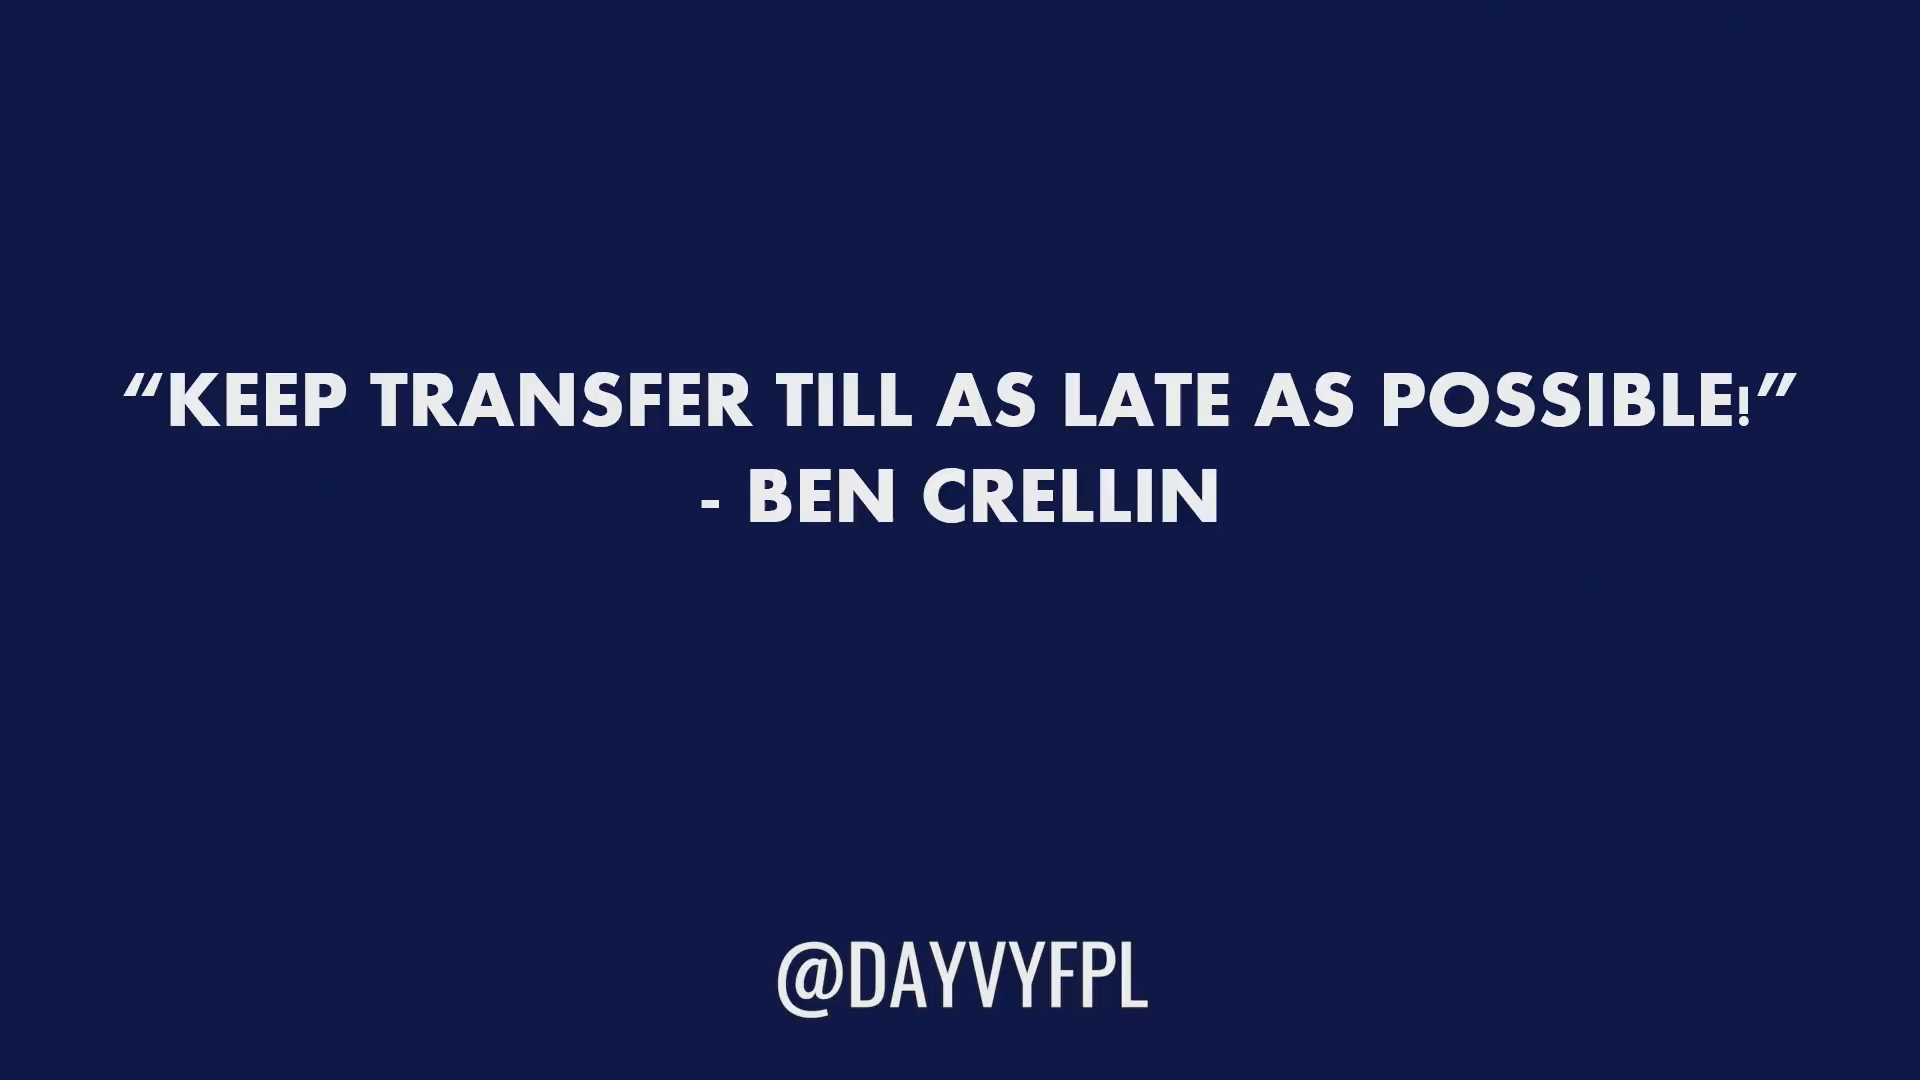 “KEEP TRANSFER TILL AS LATE AS POSSIBLE!”
- BEN CRELLIN
@DAYVYFPL